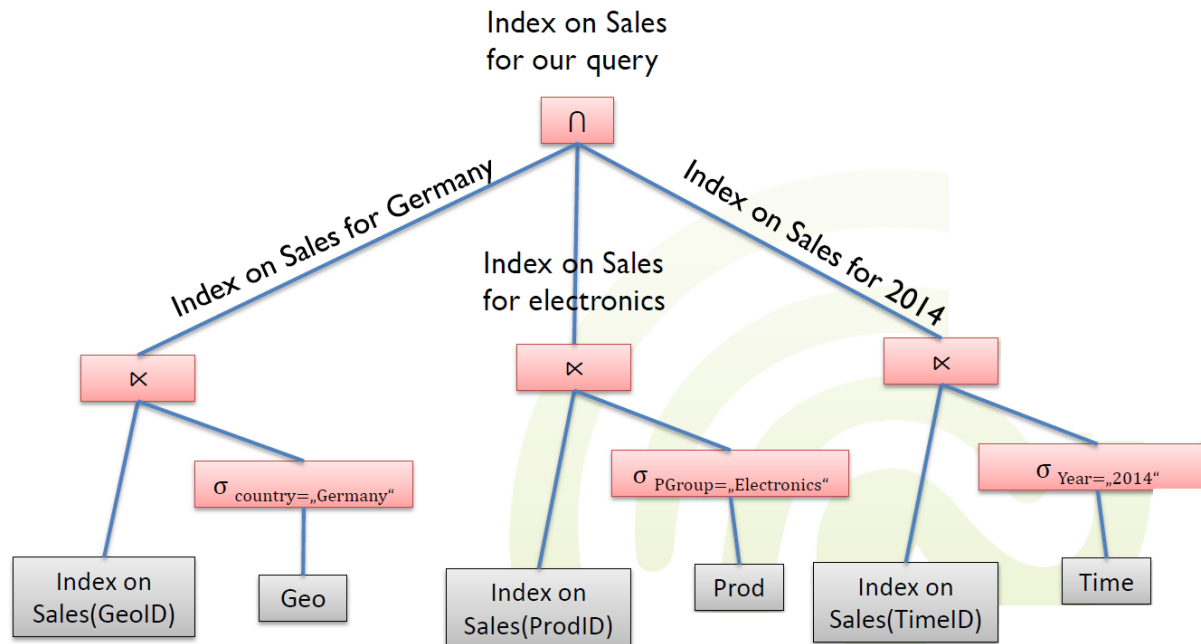 Index on Sales
for our query
∩
Index on Sales for Germany
Index on Sales
for electronics
Index on Sales for 2014
⋉
⋉
⋉
σ country=„Germany“
σ PGroup=„Electronics“
σ Year=„2014“
Index on
Sales(GeoID)
Geo
Index on
Sales(ProdID)
Prod
Index on
Sales(TimeID)
Time